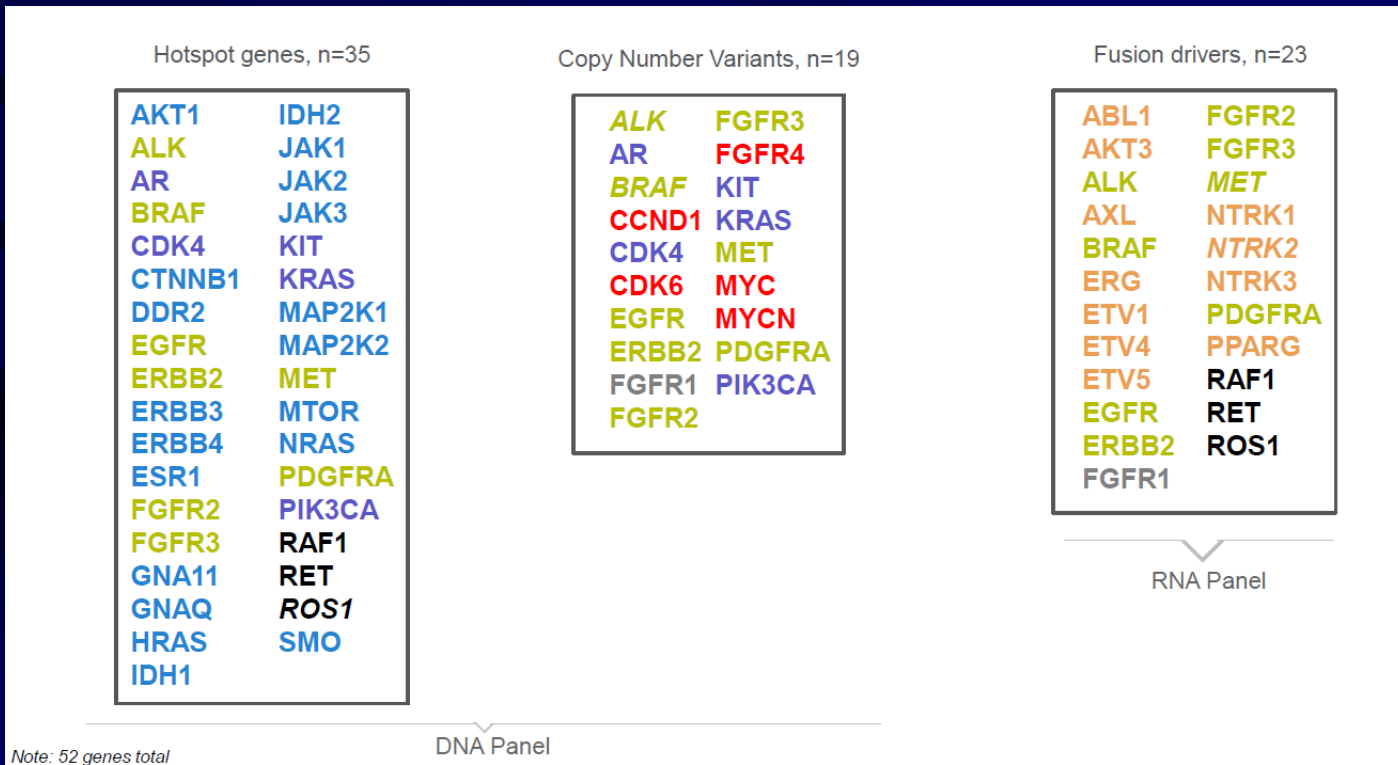 Hotspot genes, n=35
AKT1 IDH2
ALK JAK1
AR JAK2
BRAF JAK3
CDK4 KIT
CTNNB1 KRAS
DDR2 MAP2K1
EGFR MAP2K2
ERBB2 MET
ERBB3 MTOR
ERBB4 NRAS
ESR1 PDGFRA
FGFR2 PIK3CA
FGFR3 RAF1
GNA11 RET
GNAQ ROS1
HRAS SMO
IDH1
Copy Number Variants, n=19
ALK FGFR3
AR FGFR4
BRAF KIT
CCND1 KRAS
CDK4 MET
CDK6 MYC
EGFR MYCN
ERBB2 PDGFRA
FGFR1 PIK3CA
FGFR2
DNA Panel
Fusion drivers, n=23
ABL1 FGFR2
AKT3 FGFR3
ALK MET
AXL NTRK1
BRAF NTRK2
ERG NTRK3
ETV1 PDGFRA
ETV4 PPARG
ETV5 RAF1
EGFR RET
ERBB2 ROS1
FGFR1
RNA Panel
Note: 52 genes total